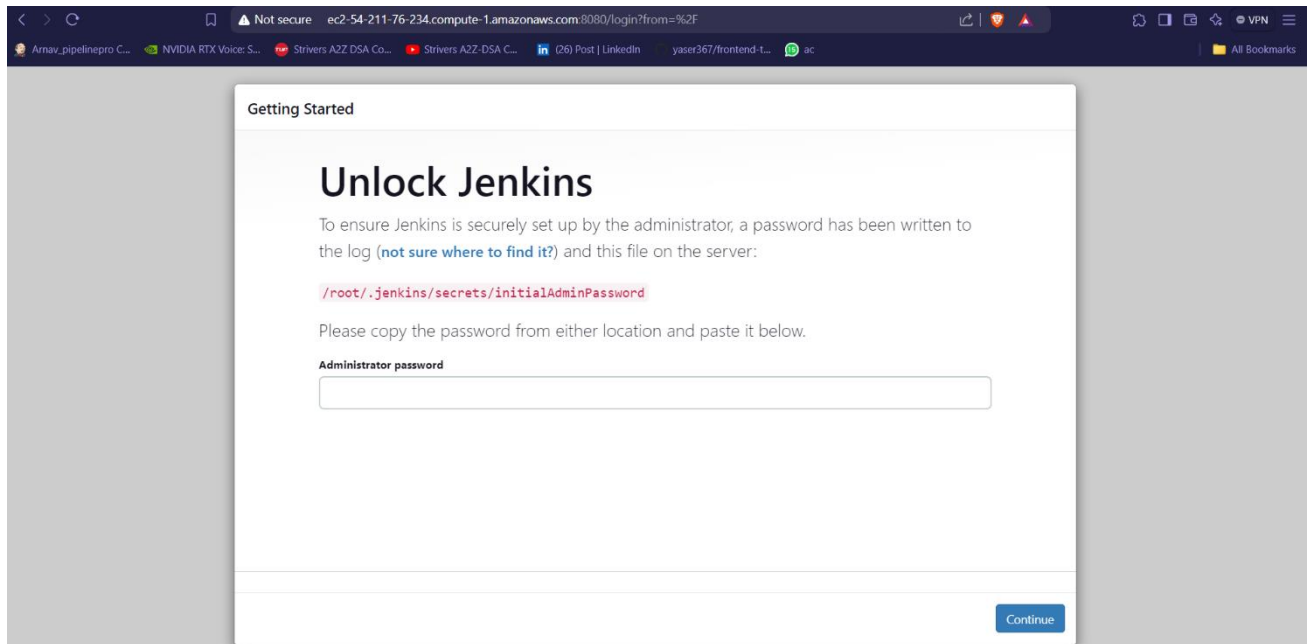 Not secure ec2-54-211-76-234.compute-1.amazonaws.com:8080/login?from=%2F
VPN
Arnav_pipelinepro C... NVIDIA RTX Voice: S... Strivers A2Z DSA Co... Strivers A2Z-DSA C... (26) Post | LinkedIn yaser367/frontend-t... ac All Bookmarks
Getting Started
Unlock Jenkins
To ensure Jenkins is securely set up by the administrator, a password has been written to
the log (not sure where to find it?) and this file on the server:
/root/.jenkins/secrets/initialAdminPassword
Please copy the password from either location and paste it below.
Administrator password
Continue